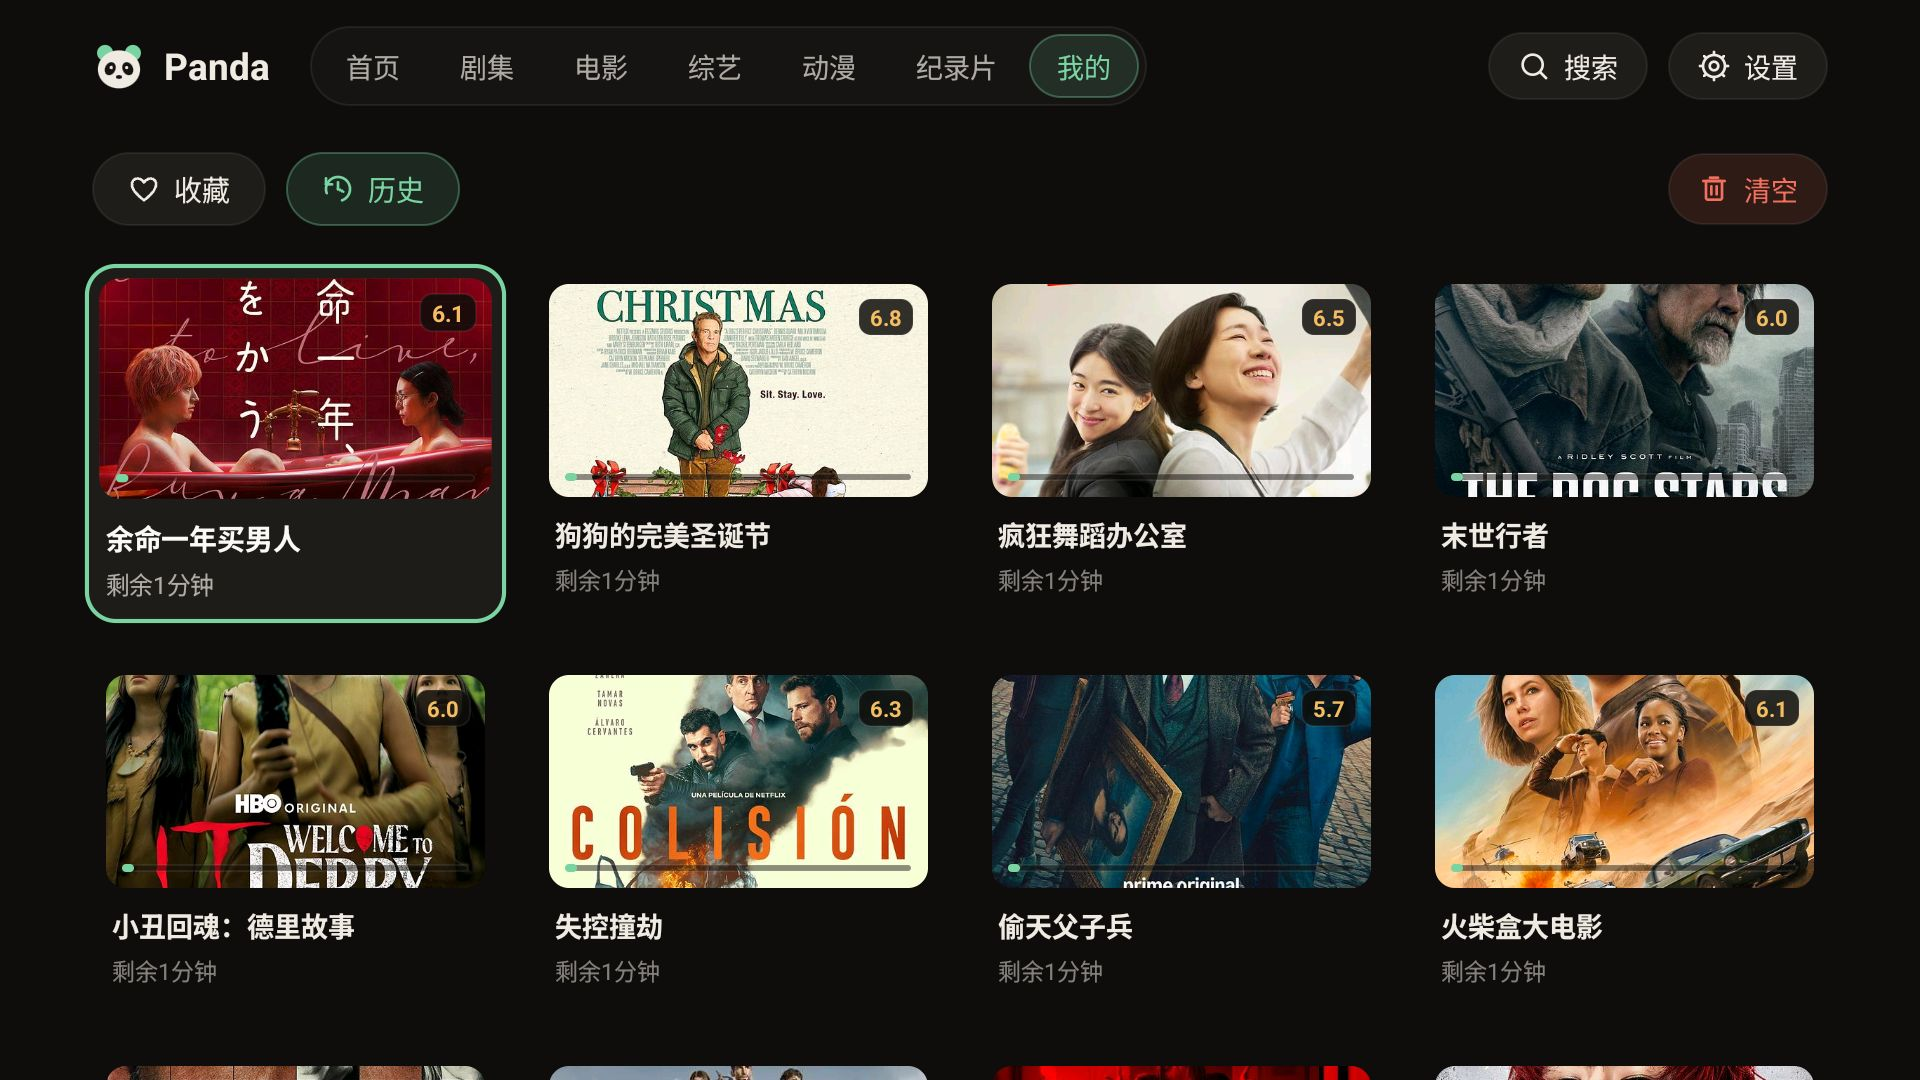 Panda
首页
剧集
电影
综艺
动漫
纪录片
我的
搜索
设置
收藏
历史
清空
を
か
う
命
一
年、
to live,
6.1
余命一年买男人
剩余1分钟
CHRISTMAS
Sit. Stay. Love.
6.8
狗狗的完美圣诞节
剩余1分钟
6.5
疯狂舞蹈办公室
剩余1分钟
6.0
A RIDLEY SCOTT FILM
THE DOG STARS
末世行者
剩余1分钟
6.0
HBO ORIGINAL
IT WELCOME TO
DERRY
小丑回魂：德里故事
剩余1分钟
TAMAR
NOVAS
ÁLVARO
CERVANTES
6.3
UNA PELÍCULA DE NETFLIX
COLISIÓN
失控撞劫
剩余1分钟
5.7
prime original
偷天父子兵
剩余1分钟
6.1
火柴盒大电影
剩余1分钟